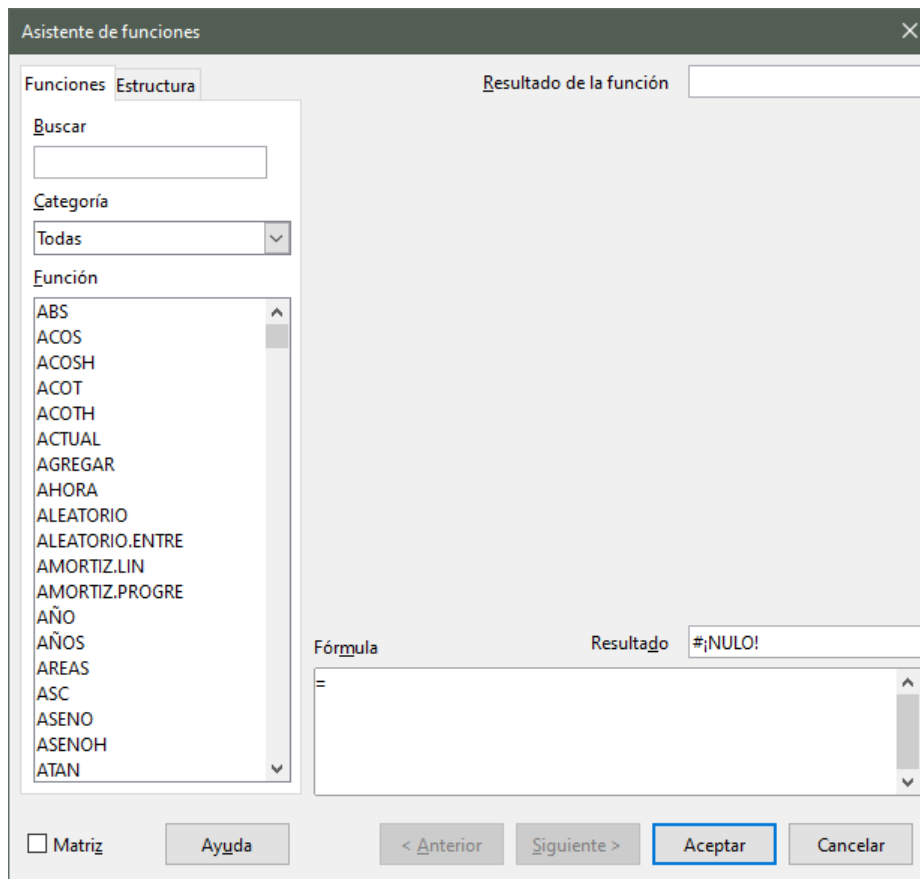 Asistente de funciones
Funciones Estructura
Resultado de la función
Buscar
Categoría
Todas
Función
ABS
ACOS
ACOSH
ACOT
ACOTH
ACTUAL
AGREGAR
AHORA
ALEATORIO
ALEATORIO.ENTRE
AMORTIZ.LIN
AMORTIZ.PROGRE
AÑO
AÑOS
AREAS
ASC
ASENO
ASENOH
ATAN
Fórmula
Resultado #¡NULO!
=
Matriz Ayuda < Anterior Siguiente > Aceptar Cancelar